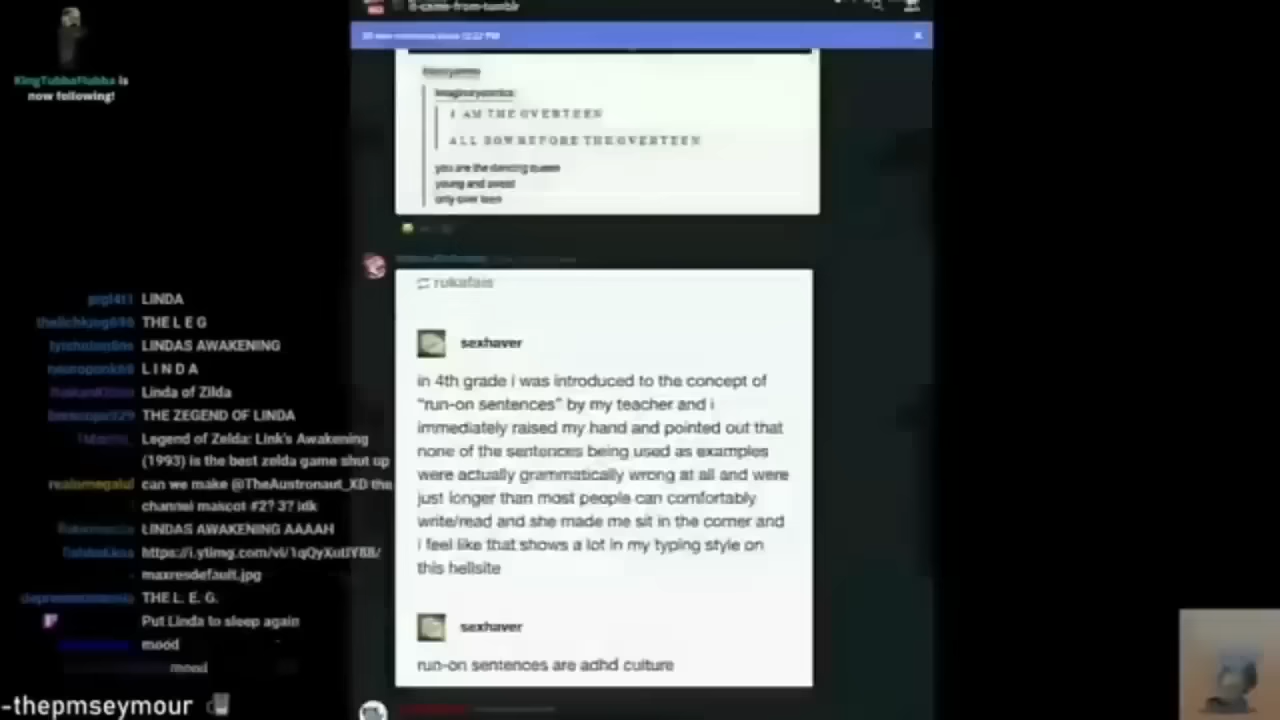 it-came-from-tumblr
KingTubbaFlubba is
now following!
I AM THE OVERTEEN
ALL BOW BEFORE THE OVERTEEN
you are the dancing queen
young and sweet
only over teen
rukafais
sexhaver
in 4th grade i was introduced to the concept of
"run-on sentences" by my teacher and i
immediately raised my hand and pointed out that
none of the sentences being used as examples
were actually grammatically wrong at all and were
just longer than most people can comfortably
write/read and she made me sit in the corner and
i feel like that shows a lot in my typing style on
this hellsite
sexhaver
run-on sentences are adhd culture
LINDA
THE L E G
LINDAS AWAKENING
L I N D A
Linda of Zilda
THE ZEGEND OF LINDA
Legend of Zelda: Link's Awakening
(1993) is the best zelda game shut up
can we make @TheAustronaut_XD the
channel mascot #2? 3? idk
LINDAS AWAKENING AAAAH
maxresdefault.jpg
THE L. E. G.
Put Linda to sleep again
mood
mood
-thepmseymour